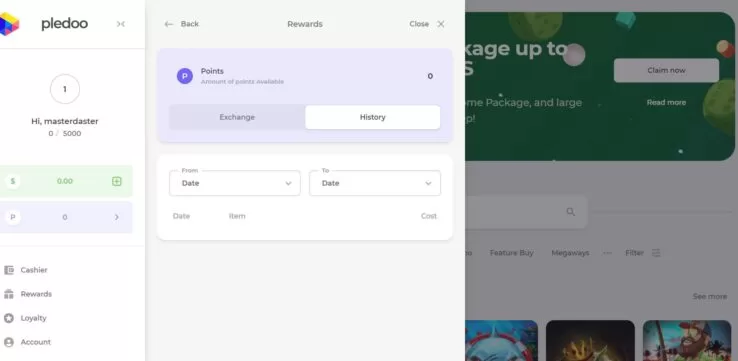 pledoo
1
Hi, masterdaster
0 / 5000
S
0.00
P
0
Cashier
Rewards
Loyalty
Account
Back
Rewards
Close
P
Points
Amount of points Available
0
Exchange
History
From
Date
To
Date
Date
Item
Cost
kage up to
S
Claim now
ome Package, and large
ep!
Read more
Feature Buy
Megaways
Filter
See more